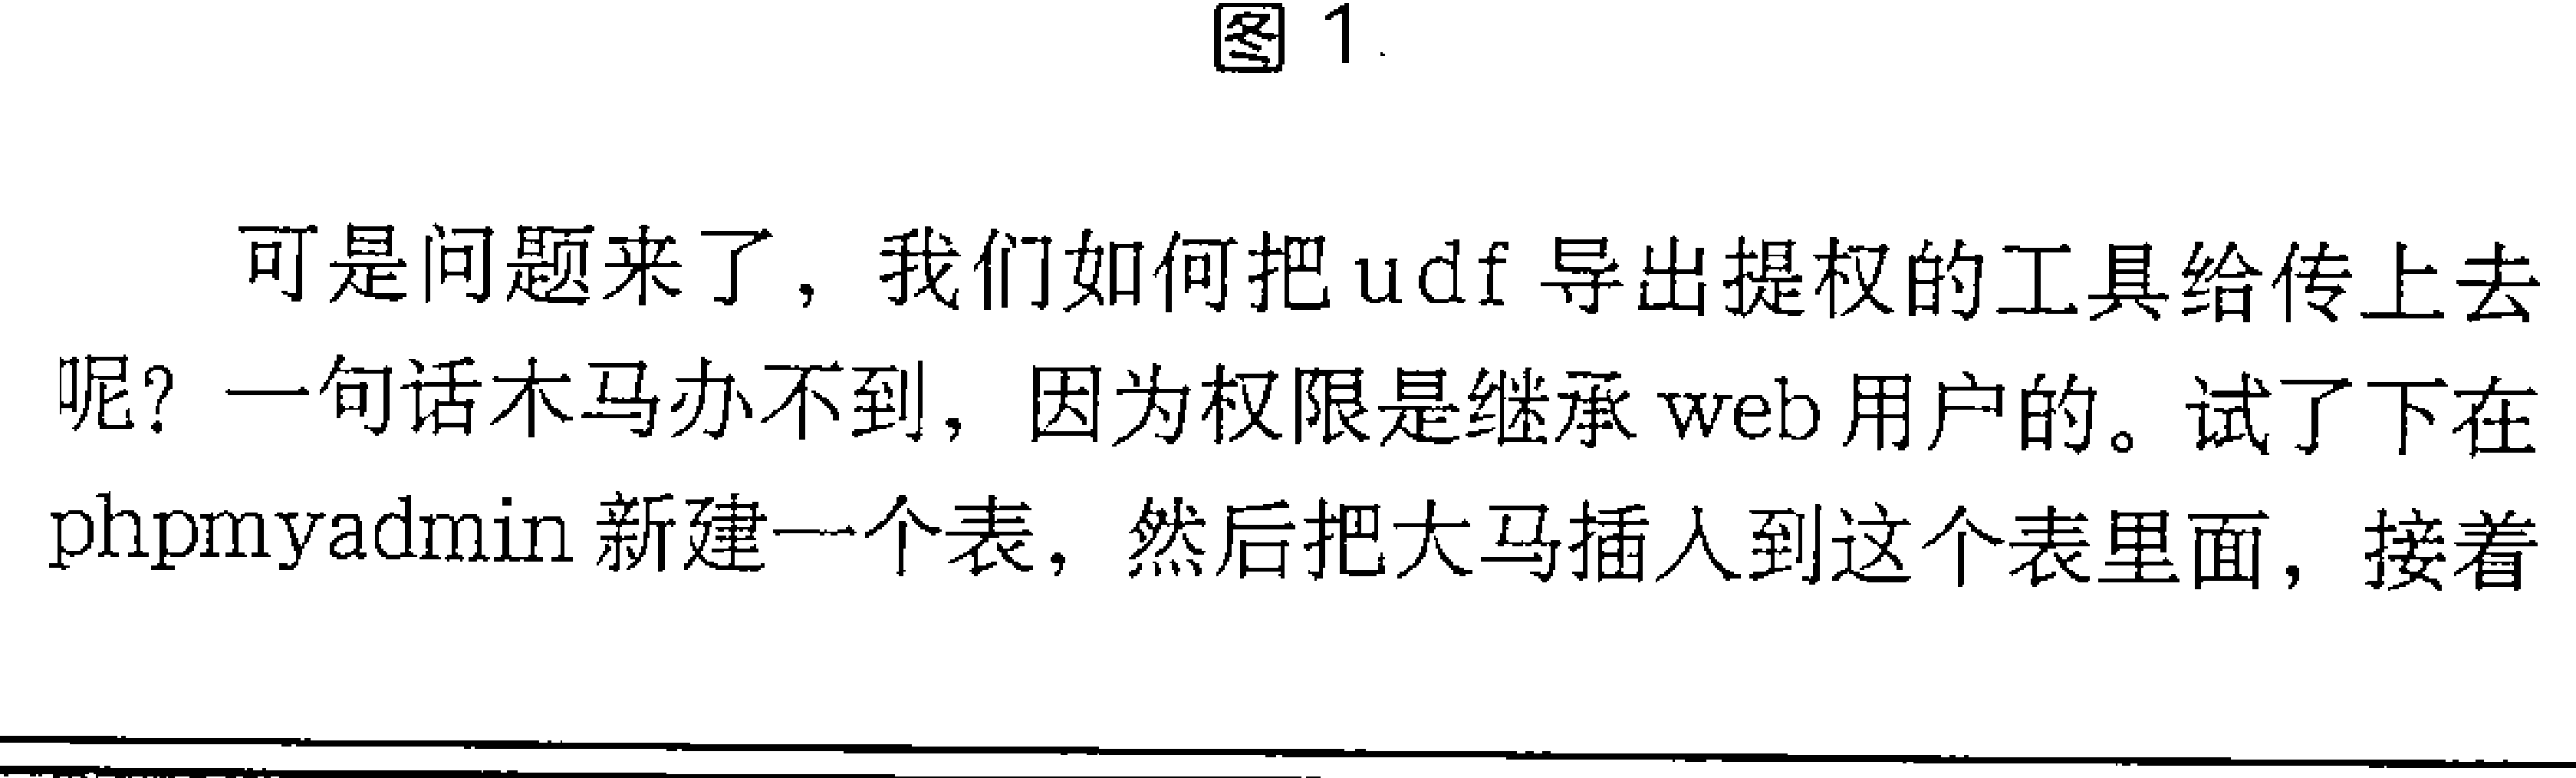 图 1
可是问题来了，我们如何把 udf 导出提权的工具给传上去
呢？一句话木马办不到，因为权限是继承 web 用户的。试了下在
phpmyadmin 新建一个表，然后把大马插入到这个表里面，接着